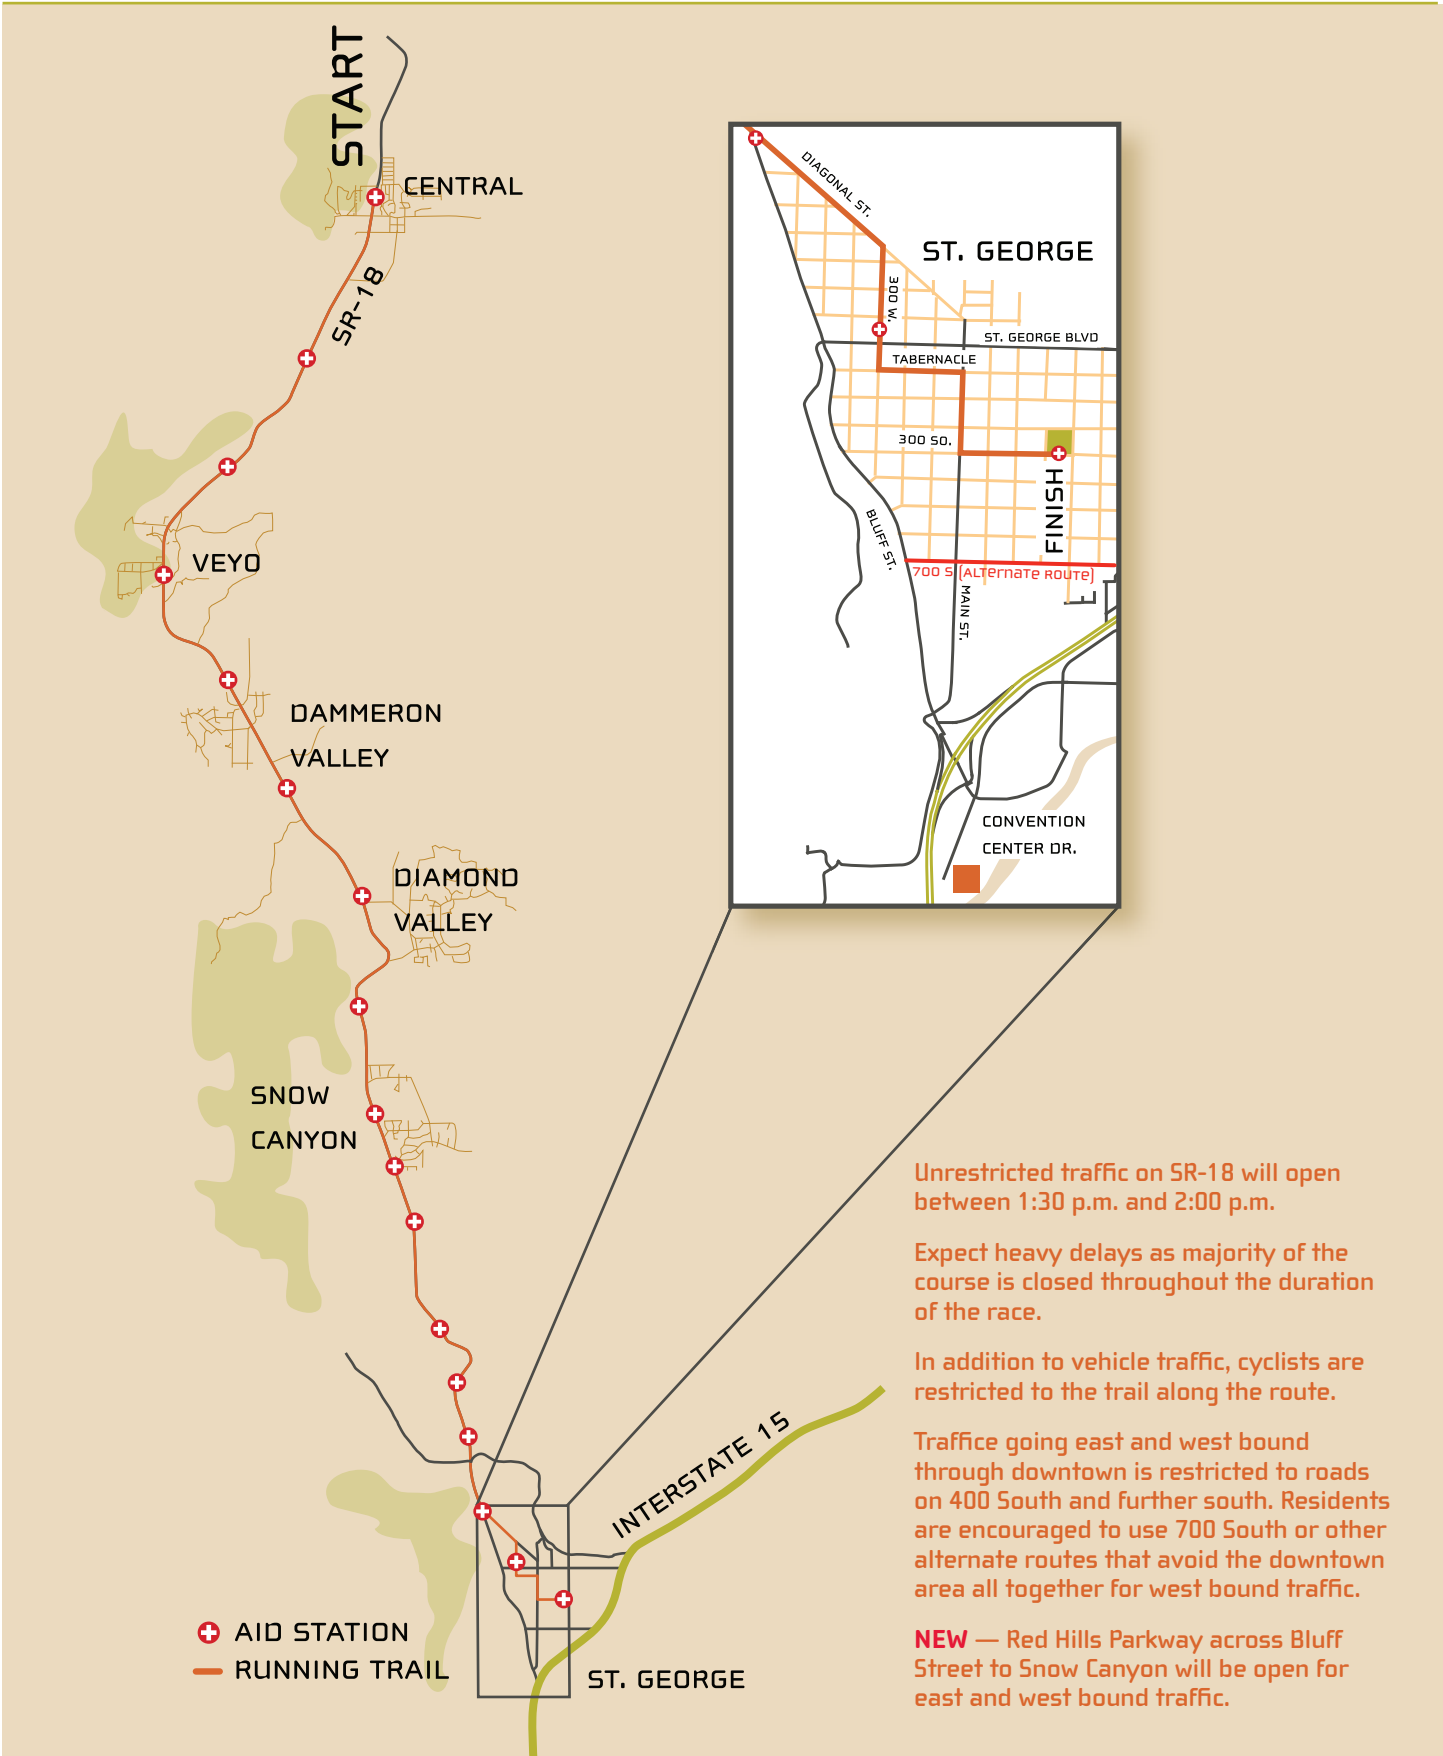 START
CENTRAL
SR-18
VEYO
DAMMERON
VALLEY
DIAMOND
VALLEY
SNOW
CANYON
INTERSTATE 15
ST. GEORGE
AID STATION
RUNNING TRAIL
DIAGONAL ST.
ST. GEORGE
300 W.
ST. GEORGE BLVD
TABERNACLE
300 SO.
FINISH
BLUFF ST.
700 S (ALTernaTe ROUTe)
MAIN ST.
CONVENTION
CENTER DR.
Unrestricted traffic on SR-18 will open
between 1:30 p.m. and 2:00 p.m.
Expect heavy delays as majority of the
course is closed throughout the duration
of the race.
In addition to vehicle traffic, cyclists are
restricted to the trail along the route.
Traffice going east and west bound
through downtown is restricted to roads
on 400 South and further south. Residents
are encouraged to use 700 South or other
alternate routes that avoid the downtown
area all together for west bound traffic.
NEW — Red Hills Parkway across Bluff
Street to Snow Canyon will be open for
east and west bound traffic.